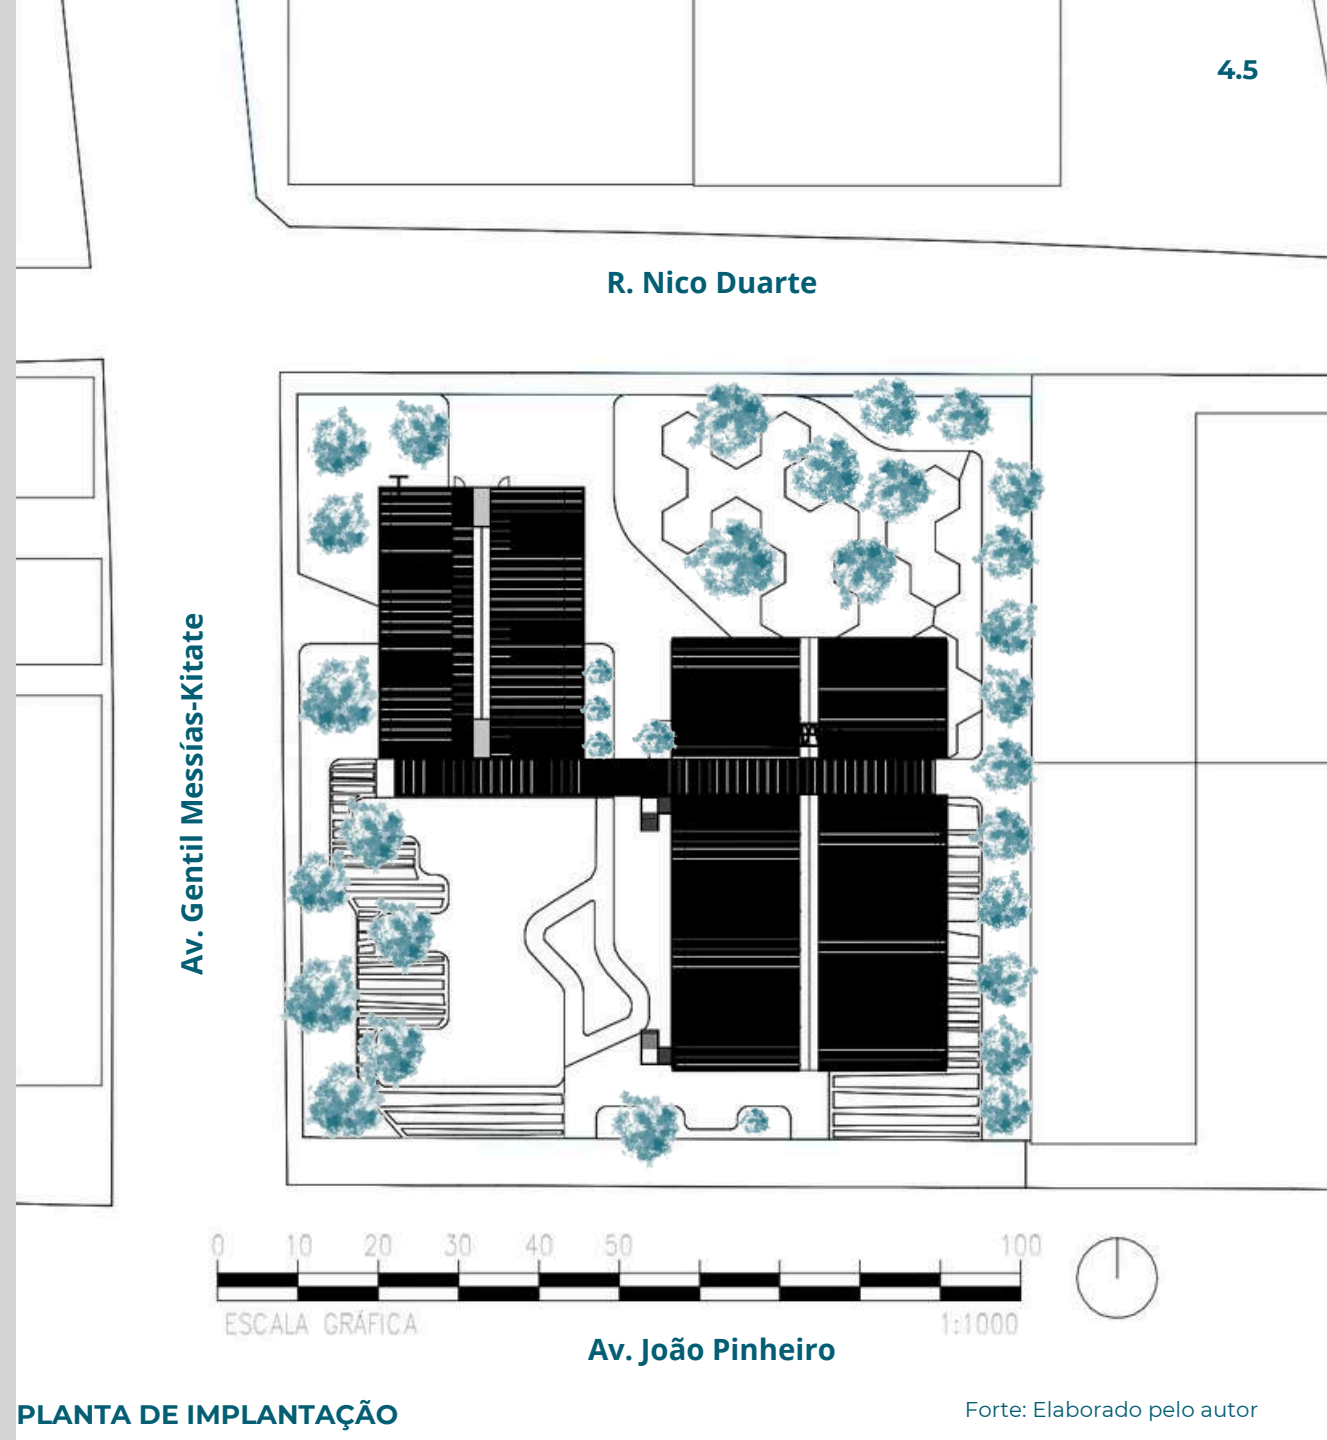 4.5
R. Nico Duarte
Av. Gentil Messías-Kitate
0 10 20 30 40 50 100
ESCALA GRÁFICA 1:1000
Av. João Pinheiro
PLANTA DE IMPLANTAÇÃO
Forte: Elaborado pelo autor